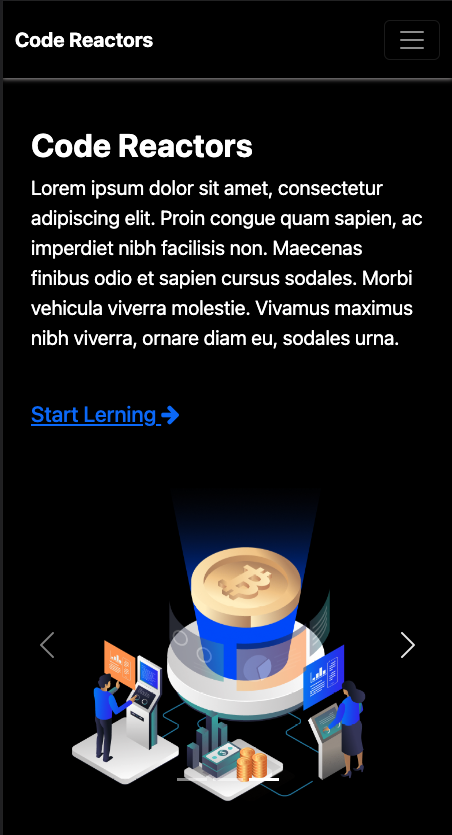 Code Reactors
Code Reactors
Lorem ipsum dolor sit amet, consectetur
adipiscing elit. Proin congue quam sapien, ac
imperdiet nibh facilisis non. Maecenas
finibus odio et sapien cursus sodales. Morbi
vehicula viverra molestie. Vivamus maximus
nibh viverra, ornare diam eu, sodales urna.
Start Lerning